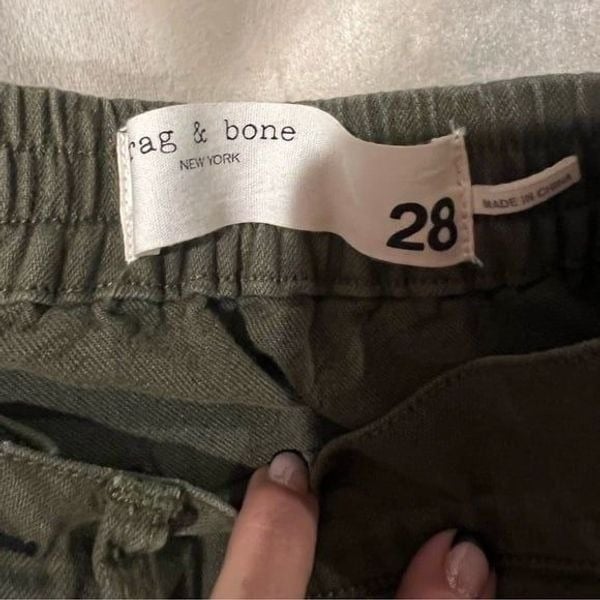 rag & bone
NEW YORK
28
MADE IN CHINA